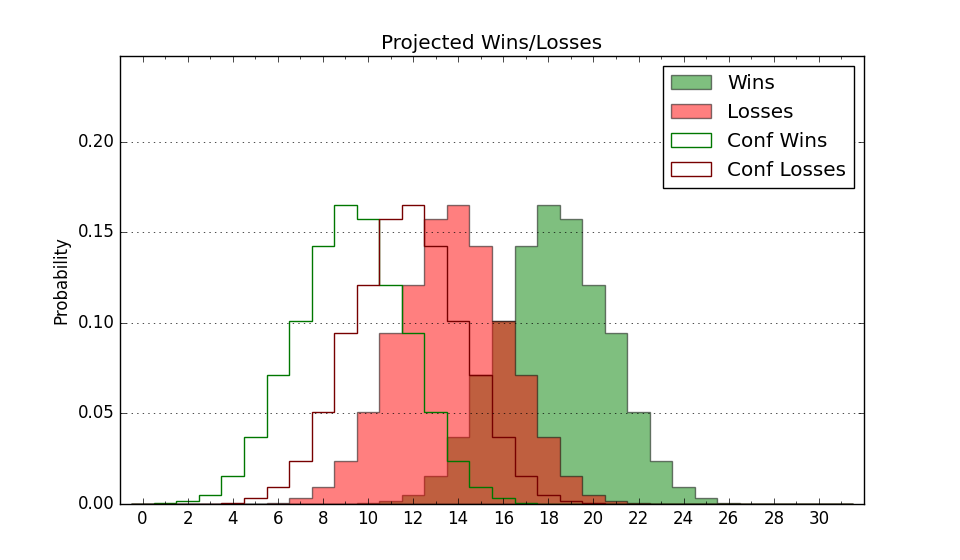 Projected Wins/Losses
Wins
Losses
Conf Wins
Conf Losses
Probability
0.20
0.15
0.10
0.05
0.00
0 2 4 6 8 10 12 14 16 18 20 22 24 26 28 30